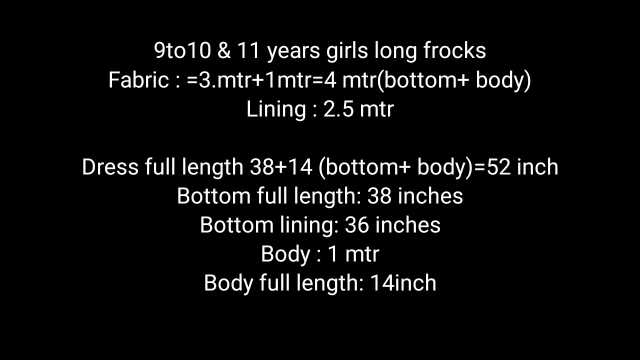 9to10 & 11 years girls long frocks
Fabric : =3.mtr+1mtr=4 mtr(bottom+ body)
Lining : 2.5 mtr
Dress full length 38+14 (bottom+ body)=52 inch
Bottom full length: 38 inches
Bottom lining: 36 inches
Body : 1 mtr
Body full length: 14inch